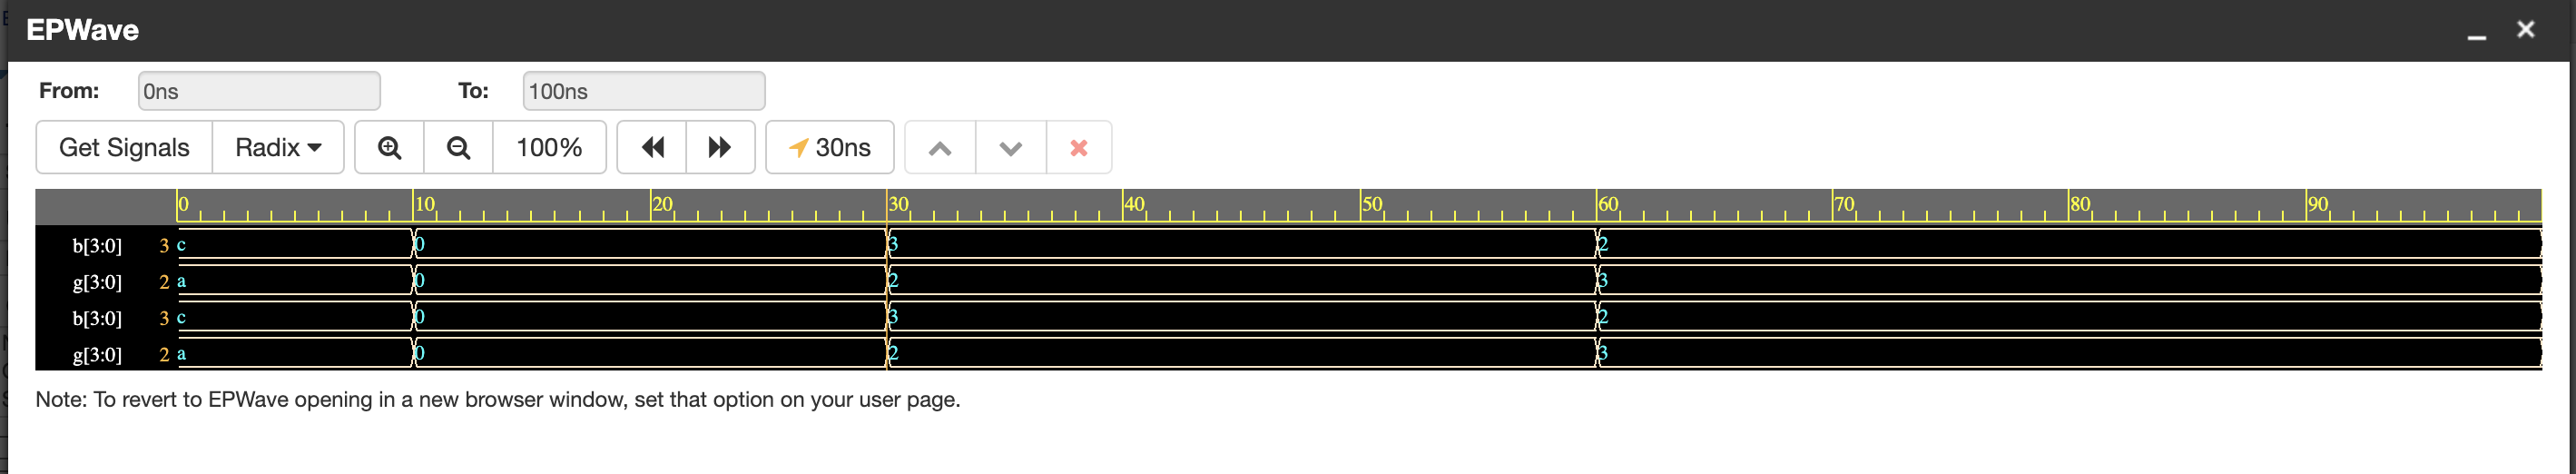 EPWave
From: 0ns To: 100ns
Get Signals Radix 100% 30ns
0 10 20 30 40 50 60 70 80 90
b[3:0] 3 c 0 3 2
g[3:0] 2 a 0 2 3
b[3:0] 3 c 0 3 2
g[3:0] 2 a 0 2 3
Note: To revert to EPWave opening in a new browser window, set that option on your user page.